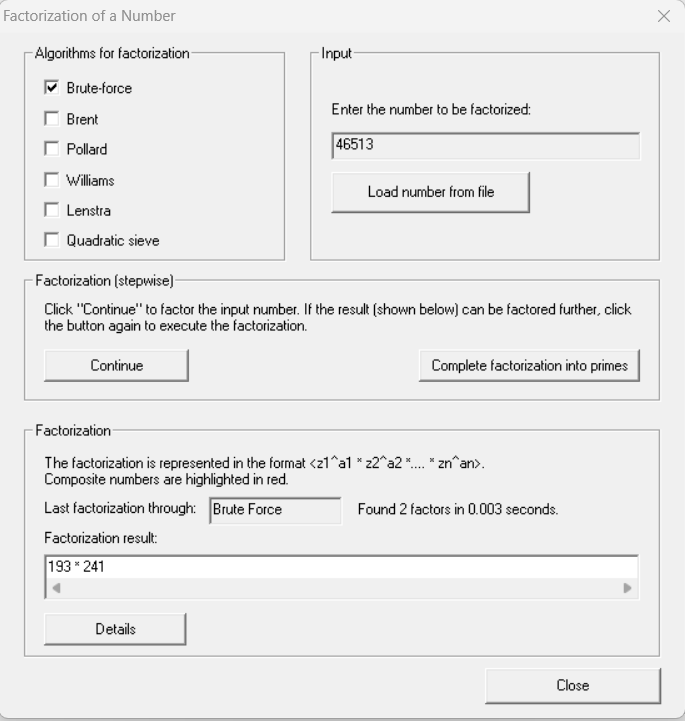 Factorization of a Number
Algorithms for factorization
Brute-force
Brent
Pollard
Williams
Lenstra
Quadratic sieve
Input
Enter the number to be factorized:
46513
Load number from file
Factorization (stepwise)
Click "Continue" to factor the input number. If the result (shown below) can be factored further, click
the button again to execute the factorization.
Continue
Complete factorization into primes
Factorization
The factorization is represented in the format <z1^a1 * z2^a2 *.... * zn^an>.
Composite numbers are highlighted in red.
Last factorization through:
Brute Force
Found 2 factors in 0.003 seconds.
Factorization result:
193 * 241
Details
Close